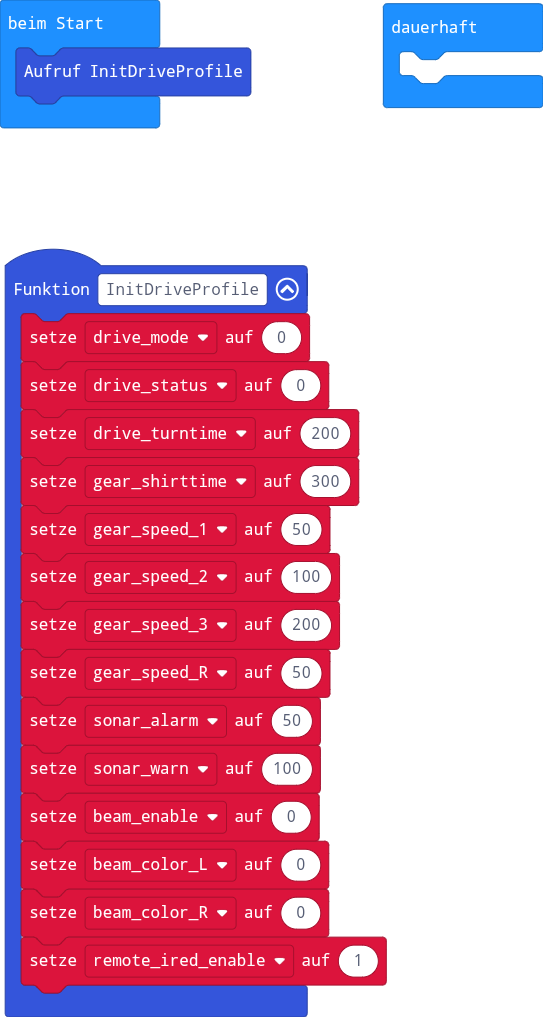 beim Start
Aufruf InitDriveProfile
dauerhaft
Funktion InitDriveProfile
setze drive_mode auf 0
setze drive_status auf 0
setze drive_turntime auf 200
setze gear_shirttime auf 300
setze gear_speed_1 auf 50
setze gear_speed_2 auf 100
setze gear_speed_3 auf 200
setze gear_speed_R auf 50
setze sonar_alarm auf 50
setze sonar_warn auf 100
setze beam_enable auf 0
setze beam_color_L auf 0
setze beam_color_R auf 0
setze remote_ired_enable auf 1